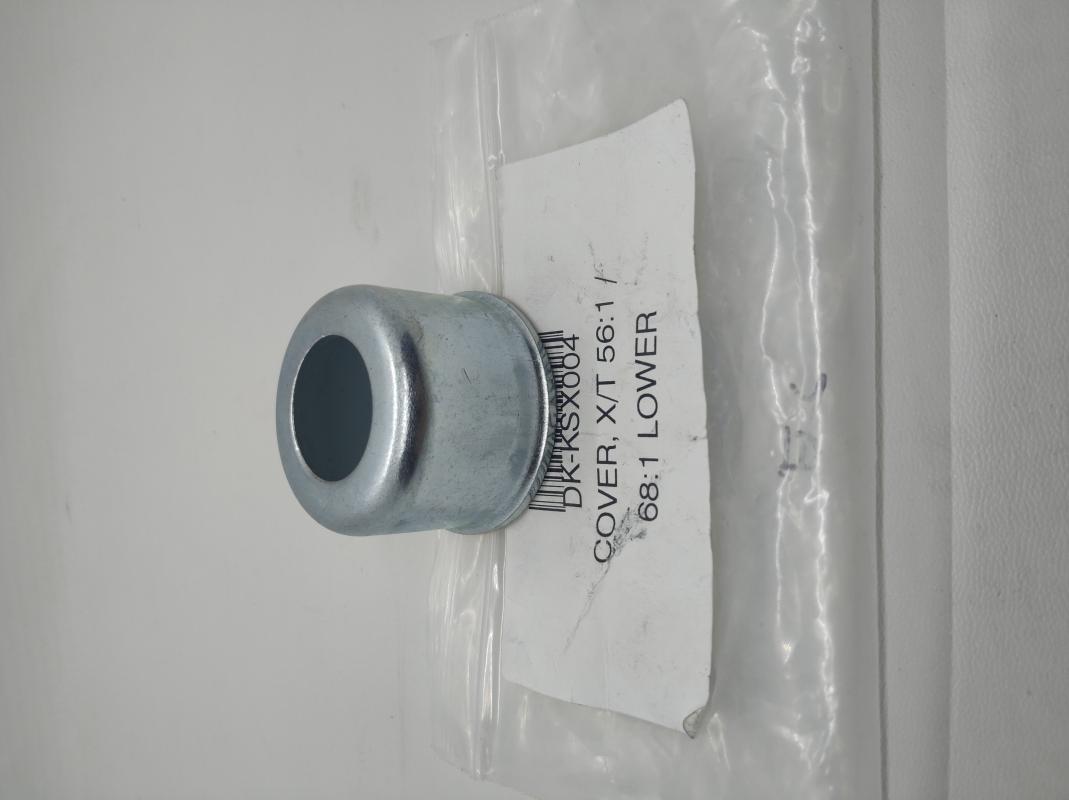 DK-KSX004
COVER, X/T 56:1 /
68:1 LOWER